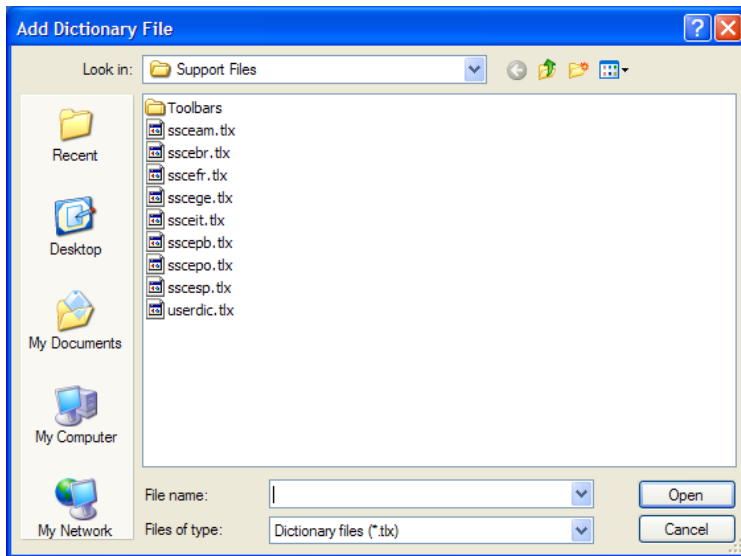 Add Dictionary File
Look in: Support Files
Toolbars
ssceam.tlx
sscebr.tlx
sscefr.tlx
sscege.tlx
ssceit.tlx
sscepb.tlx
sscepo.tlx
sscesp.tlx
userdic.tlx
Recent
Desktop
My Documents
My Computer
My Network
File name:
Open
Files of type: Dictionary files (*.tlx)
Cancel